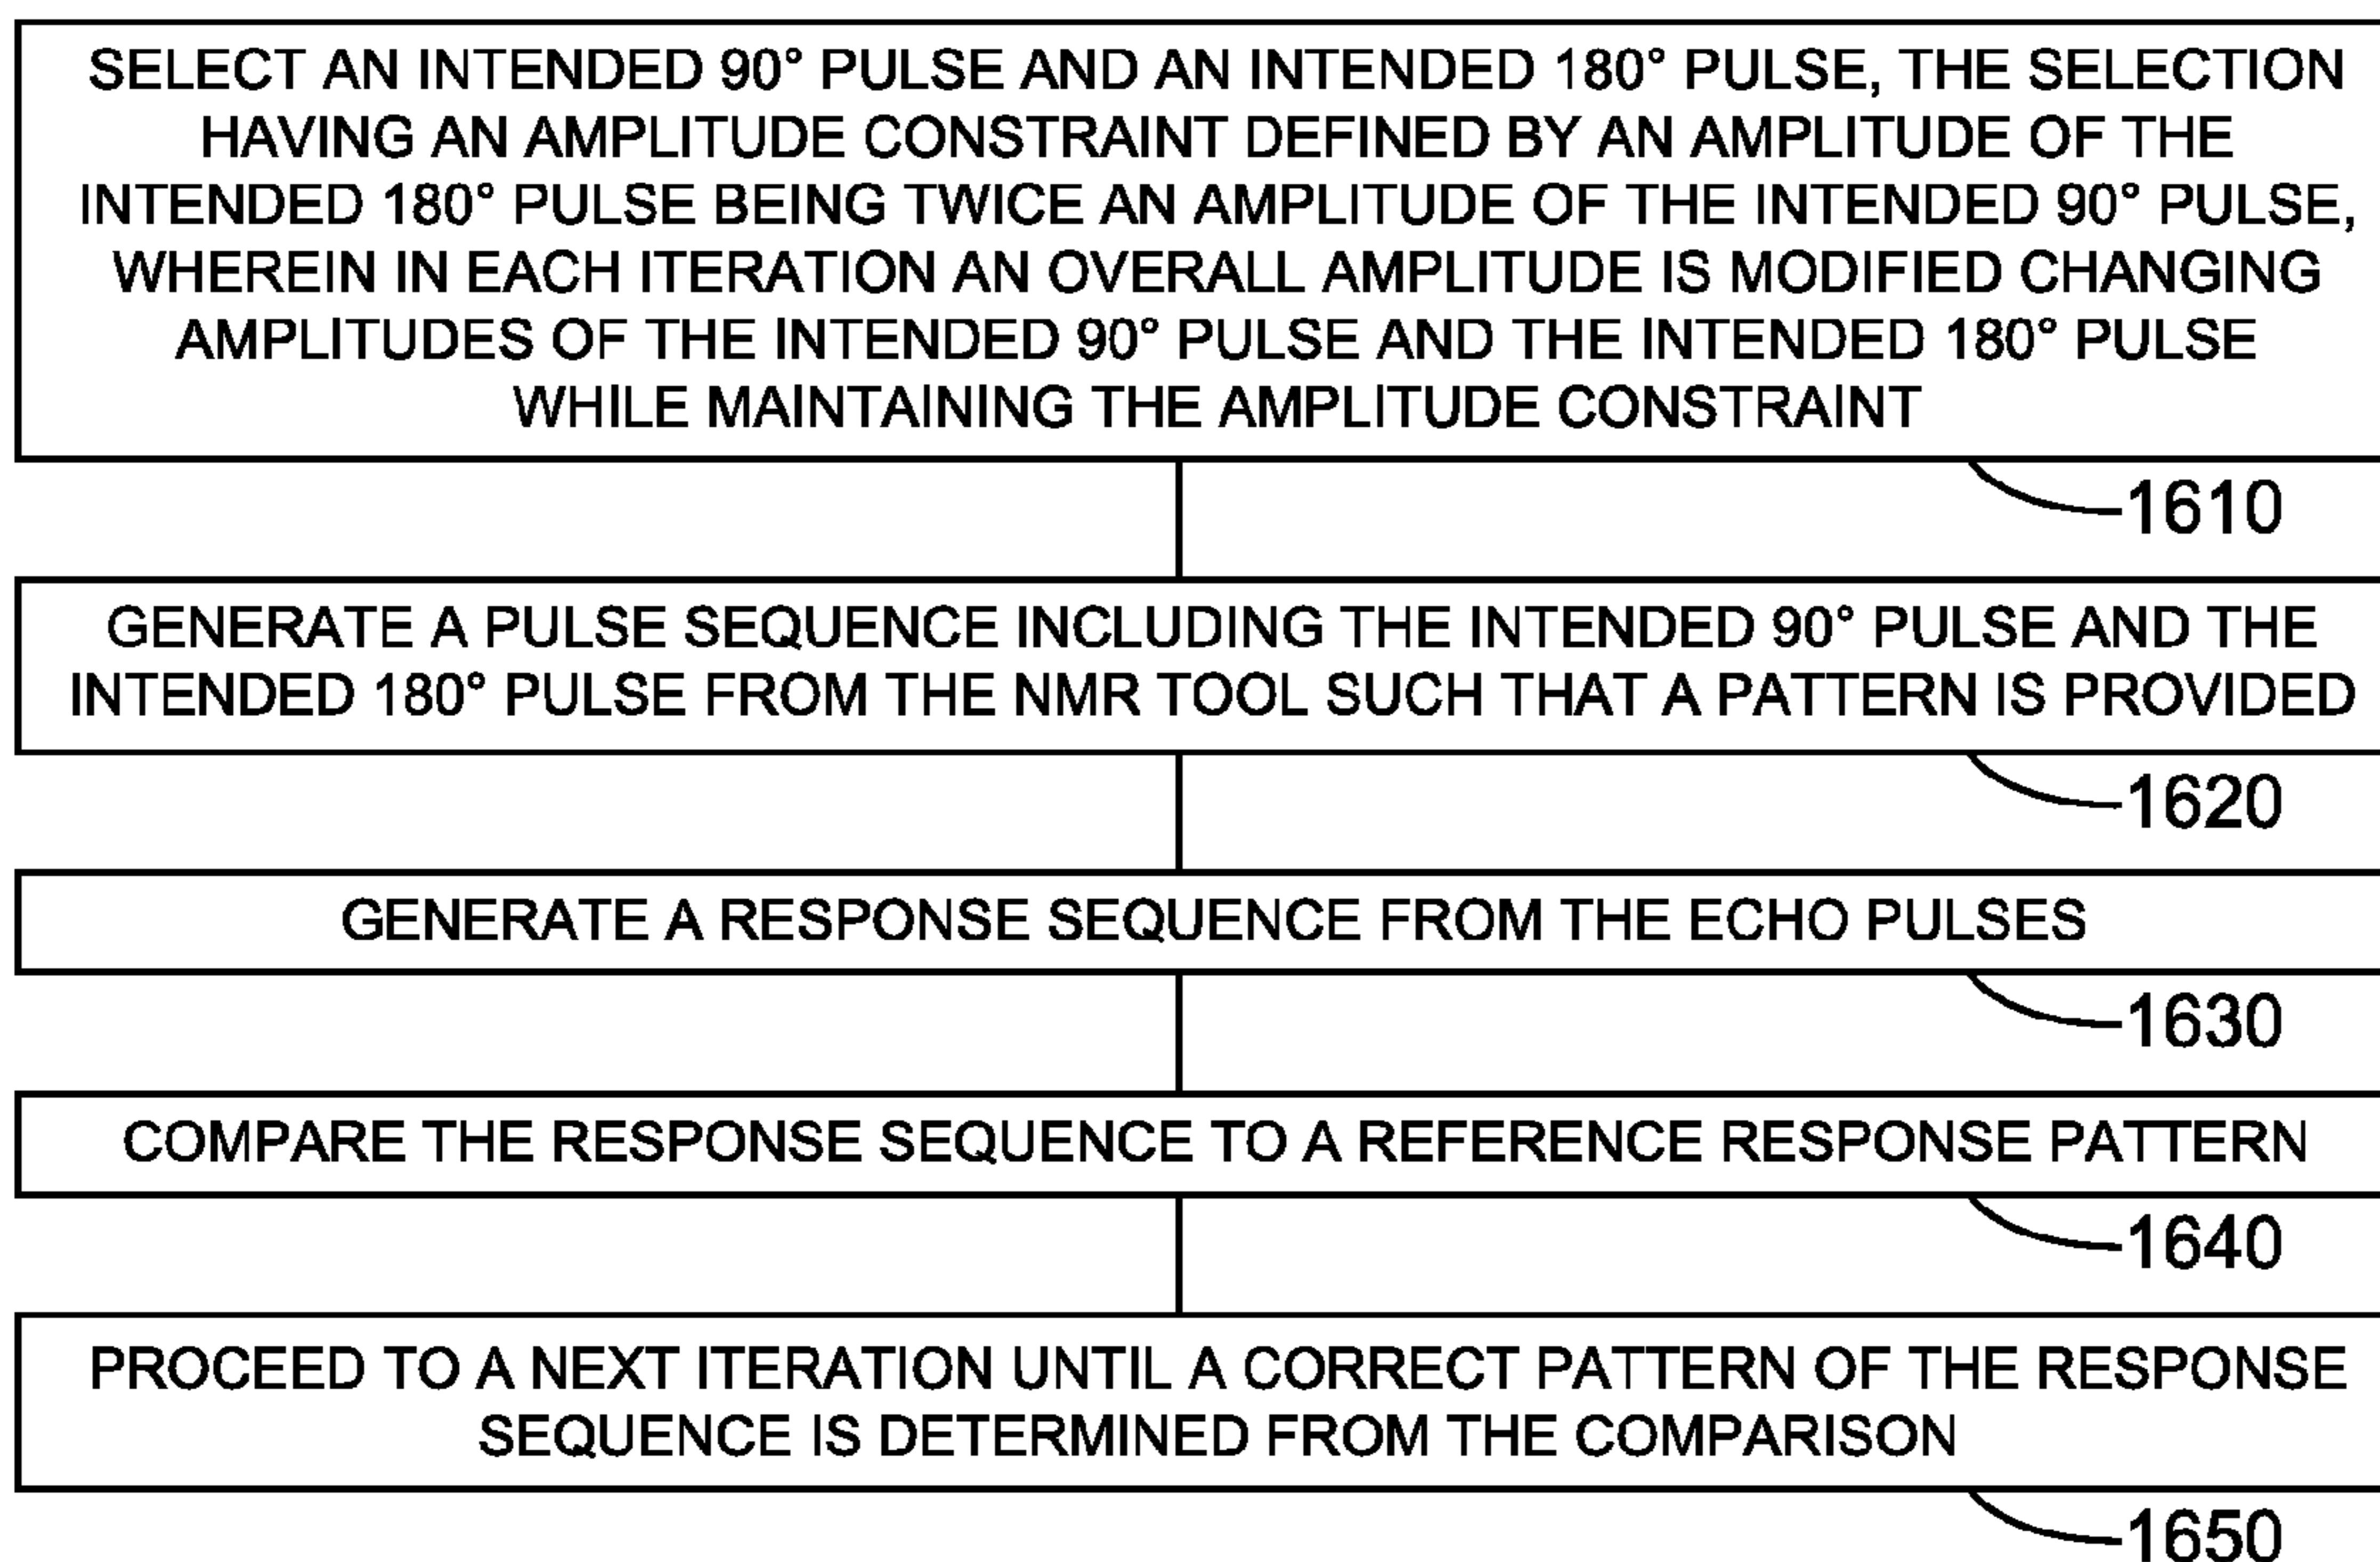 SELECT AN INTENDED 90° PULSE AND AN INTENDED 180° PULSE, THE SELECTION
HAVING AN AMPLITUDE CONSTRAINT DEFINED BY AN AMPLITUDE OF THE
INTENDED 180° PULSE BEING TWICE AN AMPLITUDE OF THE INTENDED 90° PULSE,
WHEREIN IN EACH ITERATION AN OVERALL AMPLITUDE IS MODIFIED CHANGING
AMPLITUDES OF THE INTENDED 90° PULSE AND THE INTENDED 180° PULSE
WHILE MAINTAINING THE AMPLITUDE CONSTRAINT
1610
GENERATE A PULSE SEQUENCE INCLUDING THE INTENDED 90° PULSE AND THE
INTENDED 180° PULSE FROM THE NMR TOOL SUCH THAT A PATTERN IS PROVIDED
1620
GENERATE A RESPONSE SEQUENCE FROM THE ECHO PULSES
1630
COMPARE THE RESPONSE SEQUENCE TO A REFERENCE RESPONSE PATTERN
1640
PROCEED TO A NEXT ITERATION UNTIL A CORRECT PATTERN OF THE RESPONSE
SEQUENCE IS DETERMINED FROM THE COMPARISON
1650